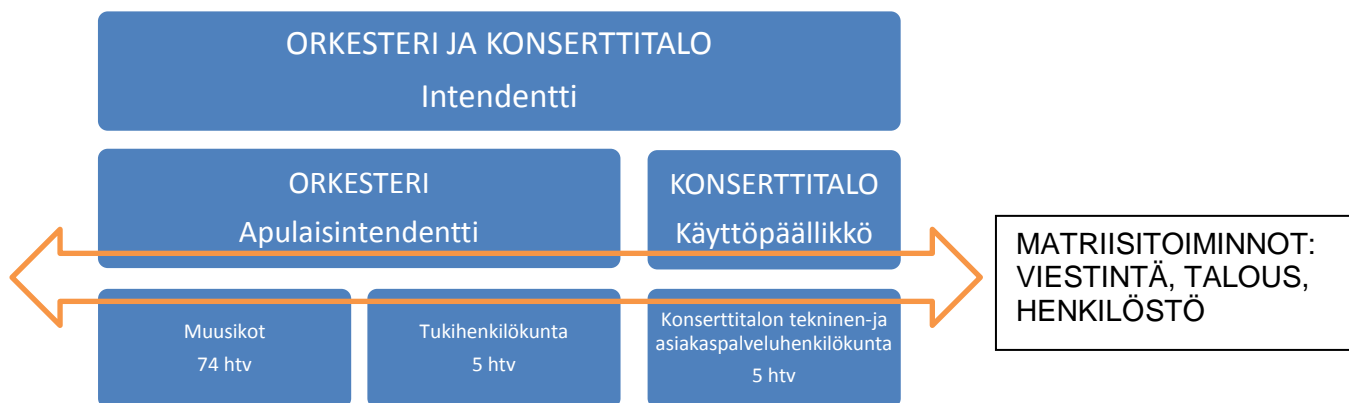 ORKESTERI JA KONSERTTITALO
Intendentti
ORKESTERI
Apulaisintendentti
KONSERTTITALO
Käyttöpäällikkö
MATRIISITOIMINNOT:
VIESTINTÄ, TALOUS,
HENKILÖSTÖ
Muusikot
74 htv
Tukihenkilökunta
5 htv
Konserttitalon tekninen-ja
asiakaspalveluhenkilökunta
5 htv